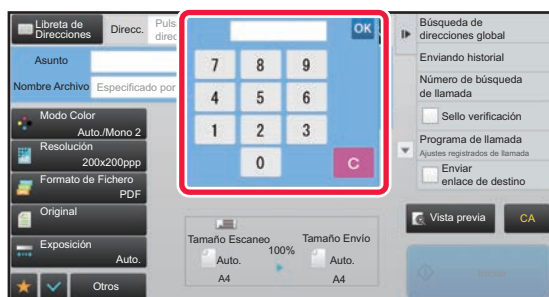 Libreta de
Direcciones
Direcc.
Asunto
Nombre Archivo
Especificado por
Modo Color
Auto./Mono 2
Resolución
200x200ppp
Formato de Fichero
PDF
Original
Exposición
Auto.
Otros
OK
7 8 9
4 5 6
1 2 3
0 C
Tamaño Escaneo
100%
Tamaño Envío
Auto.
Auto.
A4
A4
Búsqueda de
direcciones global
Enviando historial
Número de búsqueda
de llamada
Sello verificación
Programa de llamada
Ajustes registrados de llamada
Enviar
enlace de destino
Vista previa
CA
Iniciar